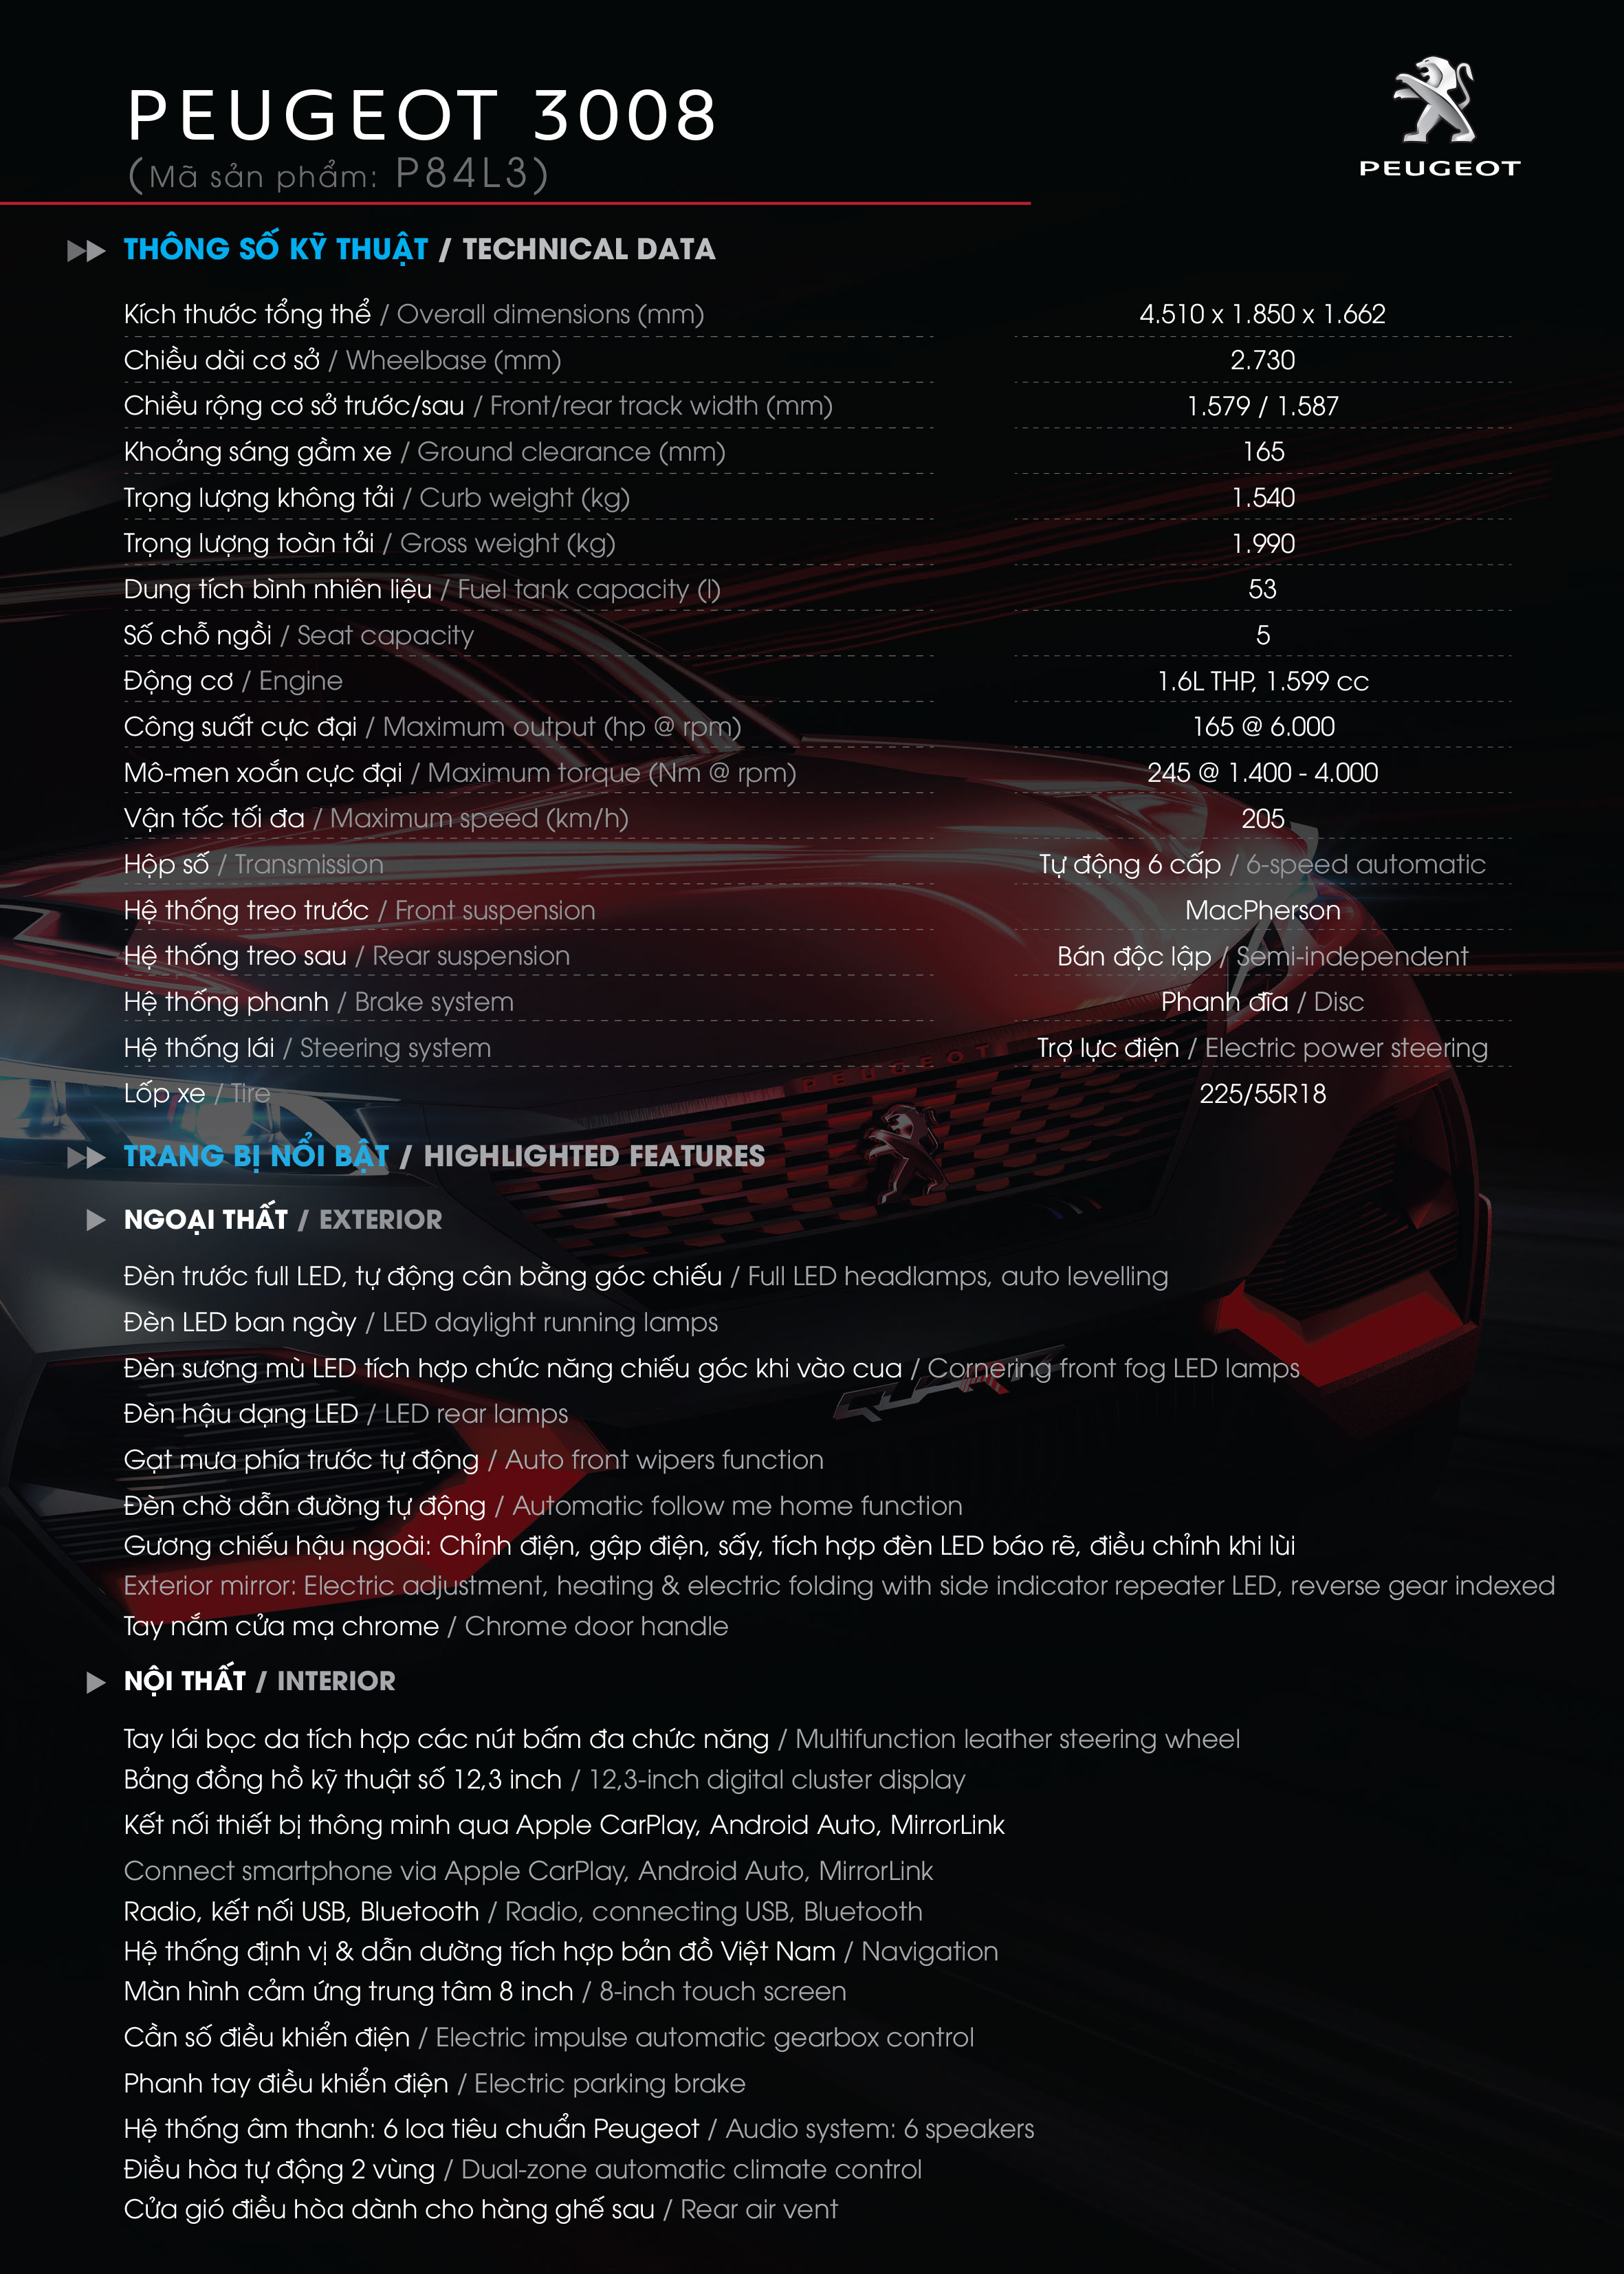 PEUGEOT 3008
(Mã sản phẩm: P84L3)
PEUGEOT
THÔNG SỐ KỸ THUẬT / TECHNICAL DATA
Kích thước tổng thể / Overall dimensions (mm) 4.510 x 1.850 x 1.662
Chiều dài cơ sở / Wheelbase (mm) 2.730
Chiều rộng cơ sở trước/sau / Front/rear track width (mm) 1.579 / 1.587
Khoảng sáng gầm xe / Ground clearance (mm) 165
Trọng lượng không tải / Curb weight (kg) 1.540
Trọng lượng toàn tải / Gross weight (kg) 1.990
Dung tích bình nhiên liệu / Fuel tank capacity (l) 53
Số chỗ ngồi / Seat capacity 5
Động cơ / Engine 1.6L THP, 1.599 cc
Công suất cực đại / Maximum output (hp @ rpm) 165 @ 6.000
Mô-men xoắn cực đại / Maximum torque (Nm @ rpm) 245 @ 1.400 - 4.000
Vận tốc tối đa / Maximum speed (km/h) 205
Hộp số / Transmission Tự động 6 cấp / 6-speed automatic
Hệ thống treo trước / Front suspension MacPherson
Hệ thống treo sau / Rear suspension Bán độc lập / Semi-independent
Hệ thống phanh / Brake system Phanh đĩa / Disc
Hệ thống lái / Steering system Trợ lực điện / Electric power steering
PEUGEOT
Lốp xe / Tire 225/55R18
TRANG BỊ NỔI BẬT / HIGHLIGHTED FEATURES
NGOẠI THẤT / EXTERIOR
Đèn trước full LED, tự động cân bằng góc chiếu / Full LED headlamps, auto levelling
Đèn LED ban ngày / LED daylight running lamps
Đèn sương mù LED tích hợp chức năng chiếu góc khi vào cua / Cornering front fog LED lamps
Đèn hậu dạng LED / LED rear lamps
Gạt mưa phía trước tự động / Auto front wipers function
Đèn chờ dẫn đường tự động / Automatic follow me home function
Gương chiếu hậu ngoài: Chỉnh điện, gập điện, sấy, tích hợp đèn LED báo rẽ, điều chỉnh khi lùi
Exterior mirror: Electric adjustment, heating & electric folding with side indicator repeater LED, reverse gear indexed
Tay nắm cửa mạ chrome / Chrome door handle
NỘI THẤT / INTERIOR
Tay lái bọc da tích hợp các nút bấm đa chức năng / Multifunction leather steering wheel
Bảng đồng hồ kỹ thuật số 12,3 inch / 12,3-inch digital cluster display
Kết nối thiết bị thông minh qua Apple CarPlay, Android Auto, MirrorLink
Connect smartphone via Apple CarPlay, Android Auto, MirrorLink
Radio, kết nối USB, Bluetooth / Radio, connecting USB, Bluetooth
Hệ thống định vị & dẫn dường tích hợp bản đồ Việt Nam / Navigation
Màn hình cảm ứng trung tâm 8 inch / 8-inch touch screen
Cần số điều khiển điện / Electric impulse automatic gearbox control
Phanh tay điều khiển điện / Electric parking brake
Hệ thống âm thanh: 6 loa tiêu chuẩn Peugeot / Audio system: 6 speakers
Điều hòa tự động 2 vùng / Dual-zone automatic climate control
Cửa gió điều hòa dành cho hàng ghế sau / Rear air vent